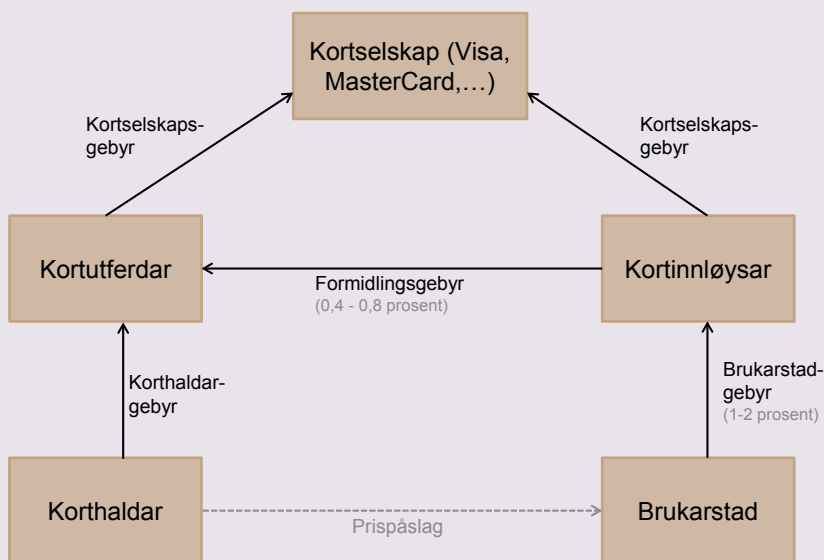 Kortselskap (Visa,
MasterCard,…)
Kortselskaps-
gebyr
Kortselskaps-
gebyr
Kortutferdar
Kortinnløysar
Formidlingsgebyr
(0,4 - 0,8 prosent)
Korthaldar-
gebyr
Brukarstad-
gebyr
(1-2 prosent)
Korthaldar
Brukarstad
Prispåslag